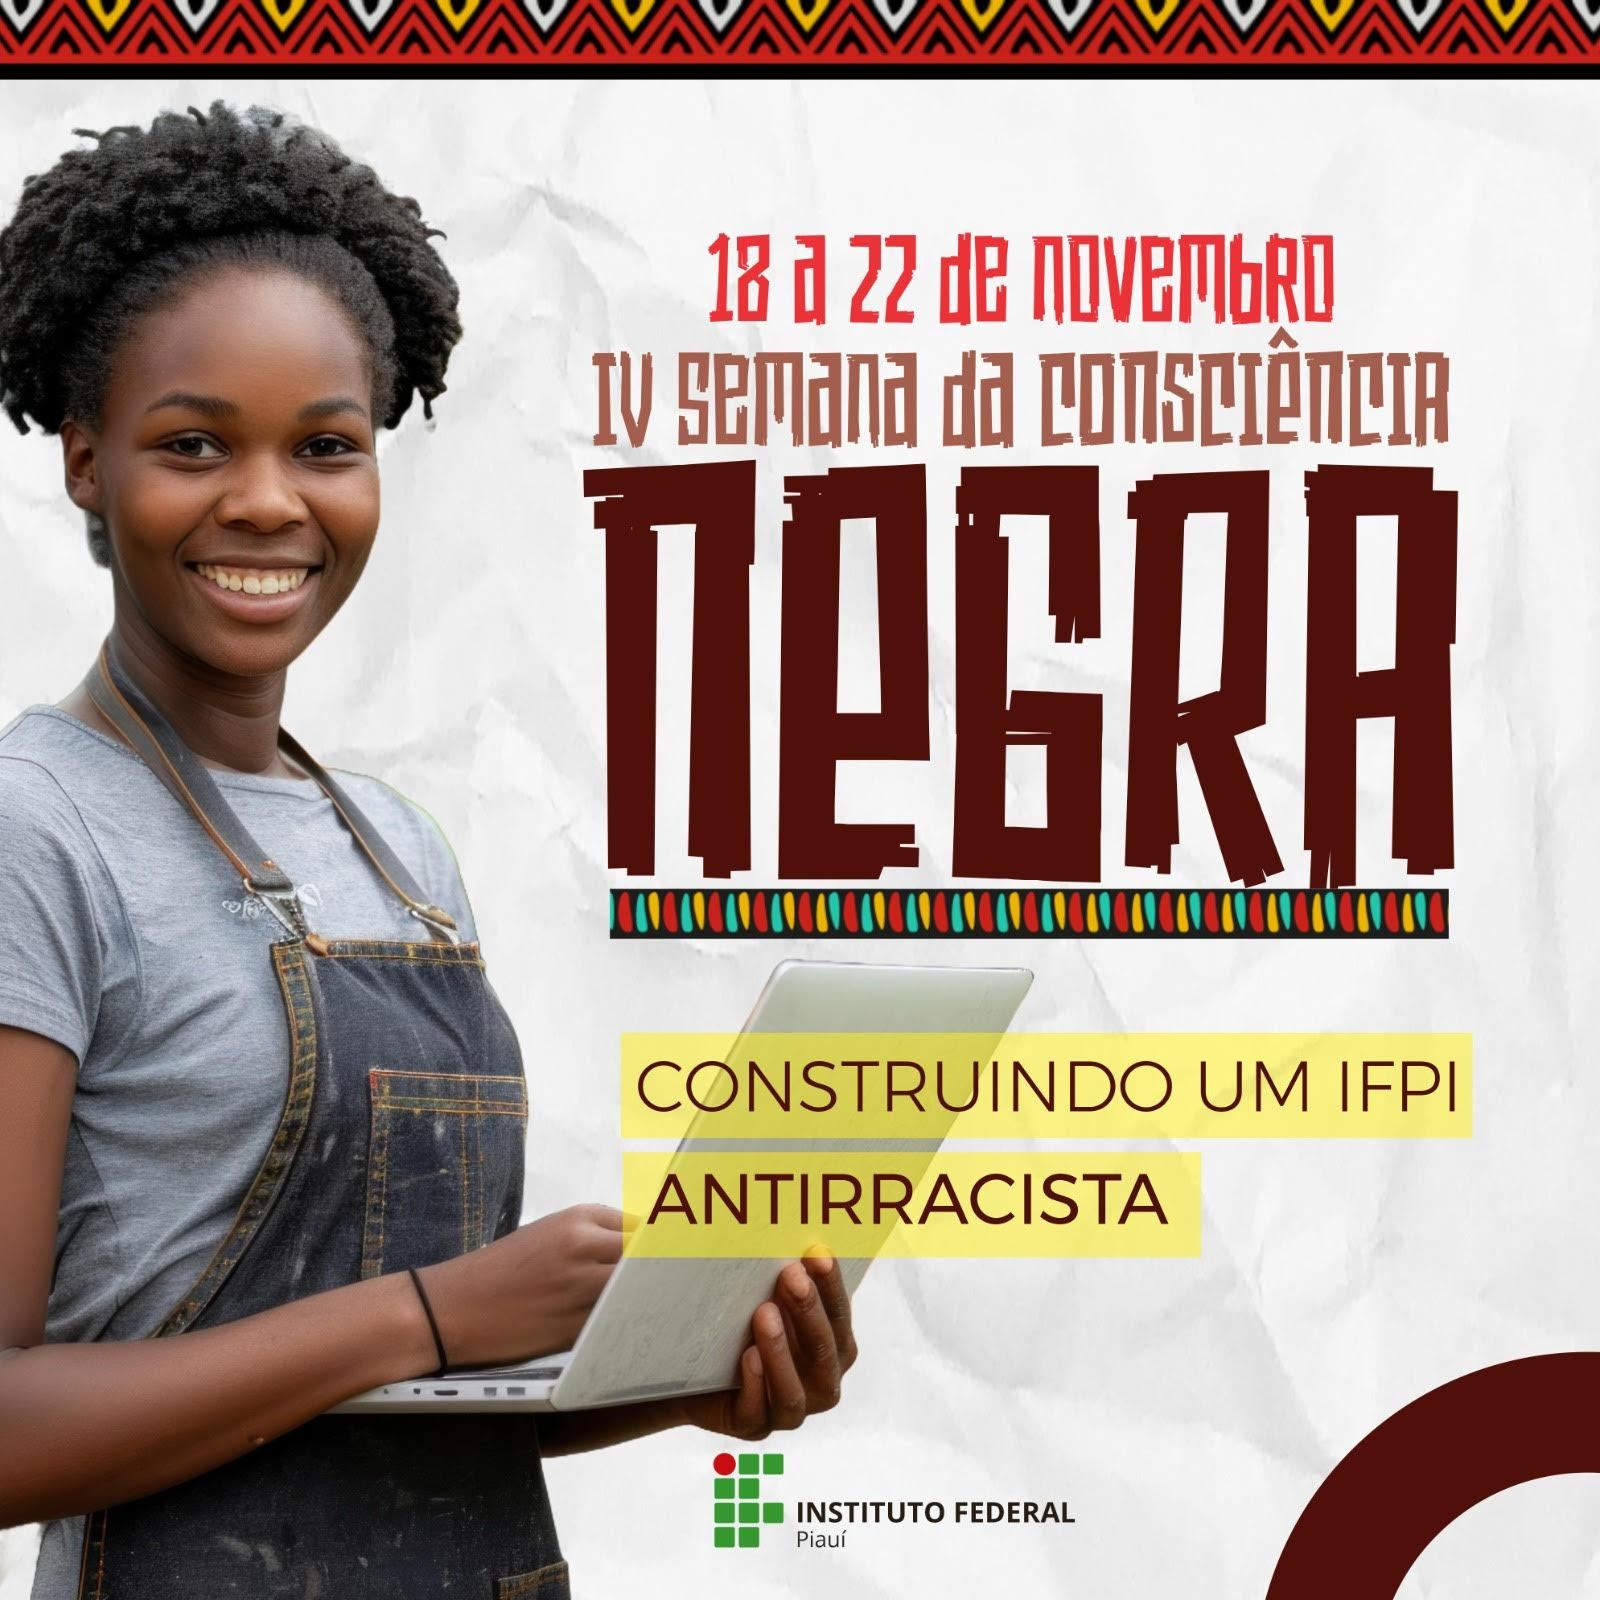 18 a 22 de novembro
IV Semana da Consciência
Negra
CONSTRUINDO UM IFPI
ANTIRRACISTA
INSTITUTO FEDERAL
Piauí